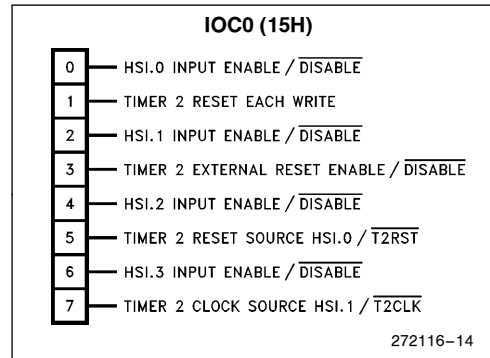 IOC0 (15H)
0 HSI.0 INPUT ENABLE / DISABLE
1 TIMER 2 RESET EACH WRITE
2 HSI.1 INPUT ENABLE / DISABLE
3 TIMER 2 EXTERNAL RESET ENABLE / DISABLE
4 HSI.2 INPUT ENABLE / DISABLE
5 TIMER 2 RESET SOURCE HSI.0 / T2RST
6 HSI.3 INPUT ENABLE / DISABLE
7 TIMER 2 CLOCK SOURCE HSI.1 / T2CLK
272116–14